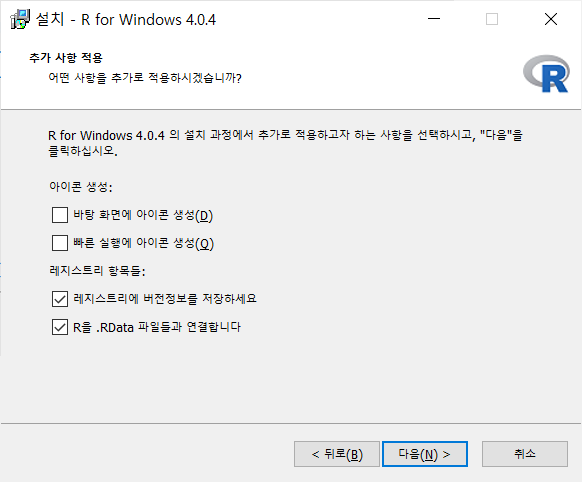 설치 - R for Windows 4.0.4
추가 사항 적용
어떤 사항을 추가로 적용하시겠습니까?
R
R for Windows 4.0.4 의 설치 과정에서 추가로 적용하고자 하는 사항을 선택하시고, "다음"을
클릭하십시오.
아이콘 생성:
바탕 화면에 아이콘 생성(D)
빠른 실행에 아이콘 생성(Q)
레지스트리 항목들:
레지스트리에 버전정보를 저장하세요
R을 .RData 파일들과 연결합니다
< 뒤로(B) 다음(N) > 취소